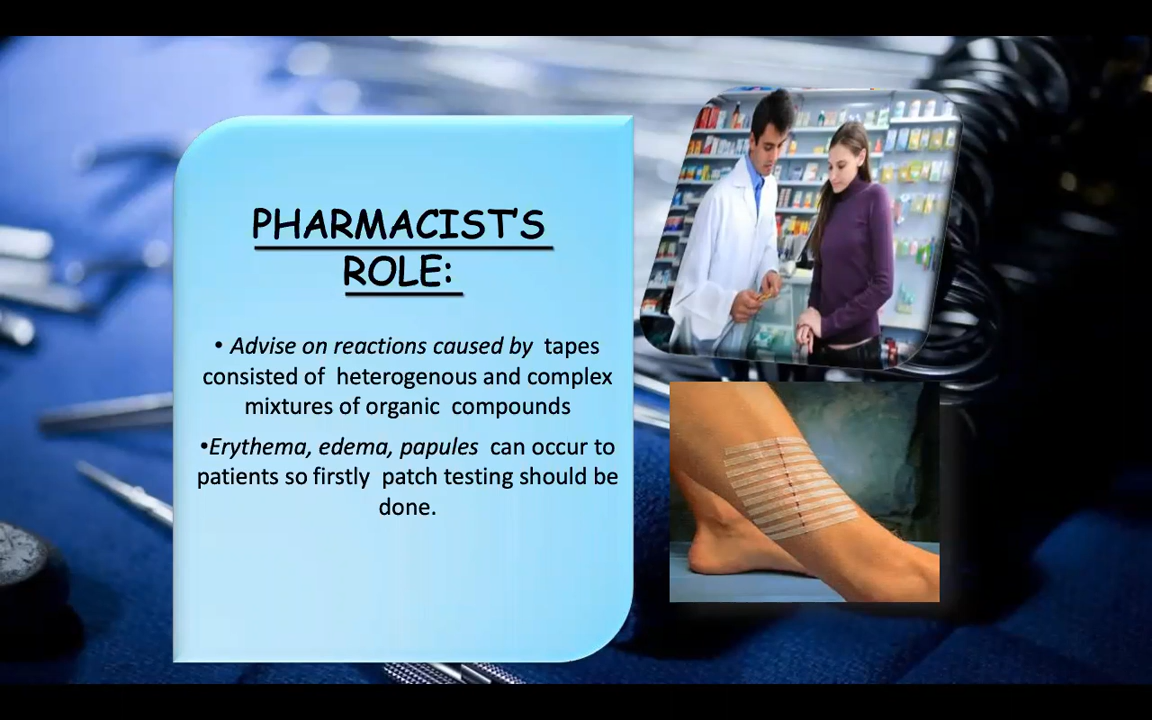 PHARMACIST'S
ROLE:
• Advise on reactions caused by tapes
consisted of heterogenous and complex
mixtures of organic compounds
•Erythema, edema, papules can occur to
patients so firstly patch testing should be
done.